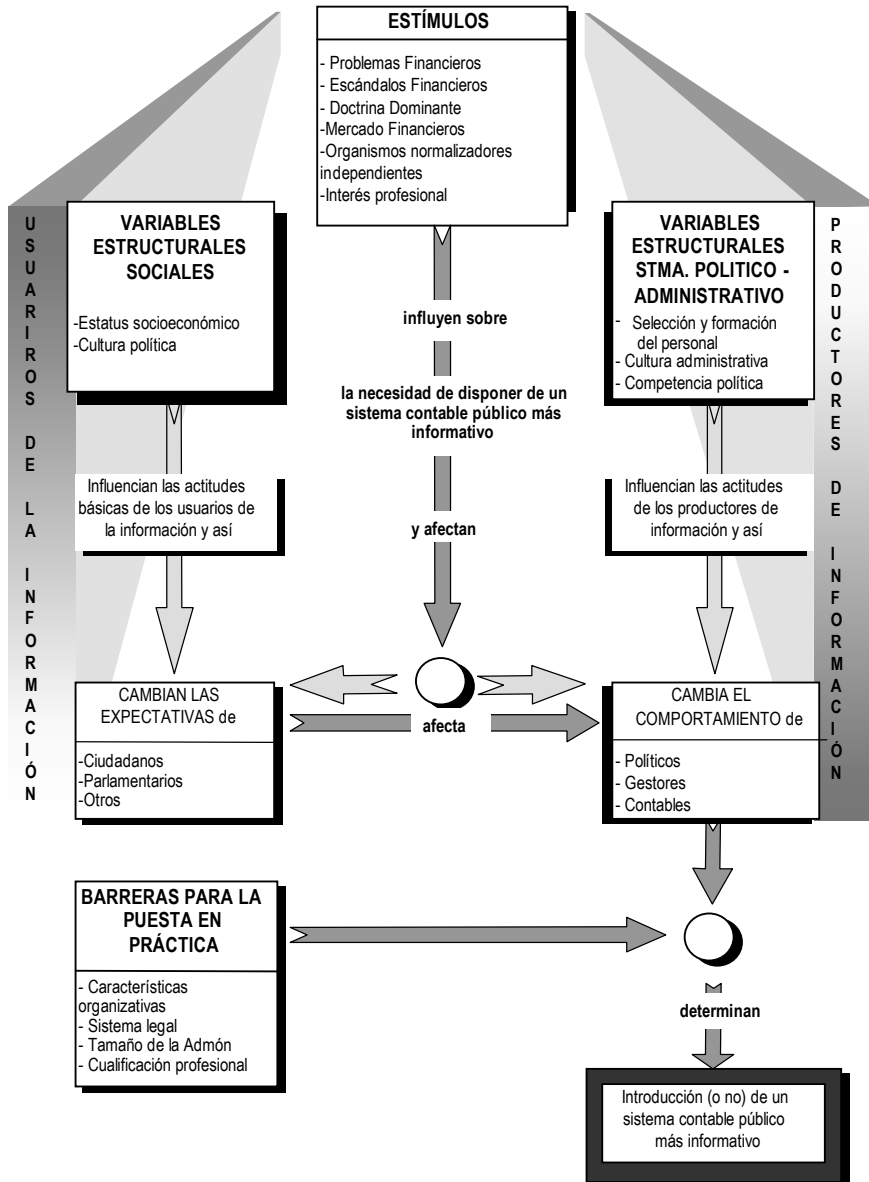 ESTÍMULOS
- Problemas Financieros
- Escándalos Financieros
- Doctrina Dominante
-Mercado Financieros
-Organismos normalizadores
independientes
-Interés profesional
USUARIROS DE LA INFORMACIÓN
VARIABLES
ESTRUCTURALES
SOCIALES
-Estatus socioeconómico
-Cultura política
influyen sobre
la necesidad de disponer de un
sistema contable público más
informativo
y afectan
VARIABLES
ESTRUCTURALES
STMA. POLITICO -
ADMINISTRATIVO
- Selección y formación
del personal
- Cultura administrativa
- Competencia política
PRODUCTORES DE INFORMACIÓN
Influencian las actitudes
básicas de los usuarios de
la información y así
Influencian las actitudes
de los productores de
información y así
CAMBIAN LAS
EXPECTATIVAS de
-Ciudadanos
-Parlamentarios
-Otros
afecta
CAMBIA EL
COMPORTAMIENTO de
- Políticos
- Gestores
- Contables
BARRERAS PARA LA
PUESTA EN
PRÁCTICA
- Características
organizativas
- Sistema legal
- Tamaño de la Admón
- Cualificación profesional
determinan
Introducción (o no) de un
sistema contable público
más informativo